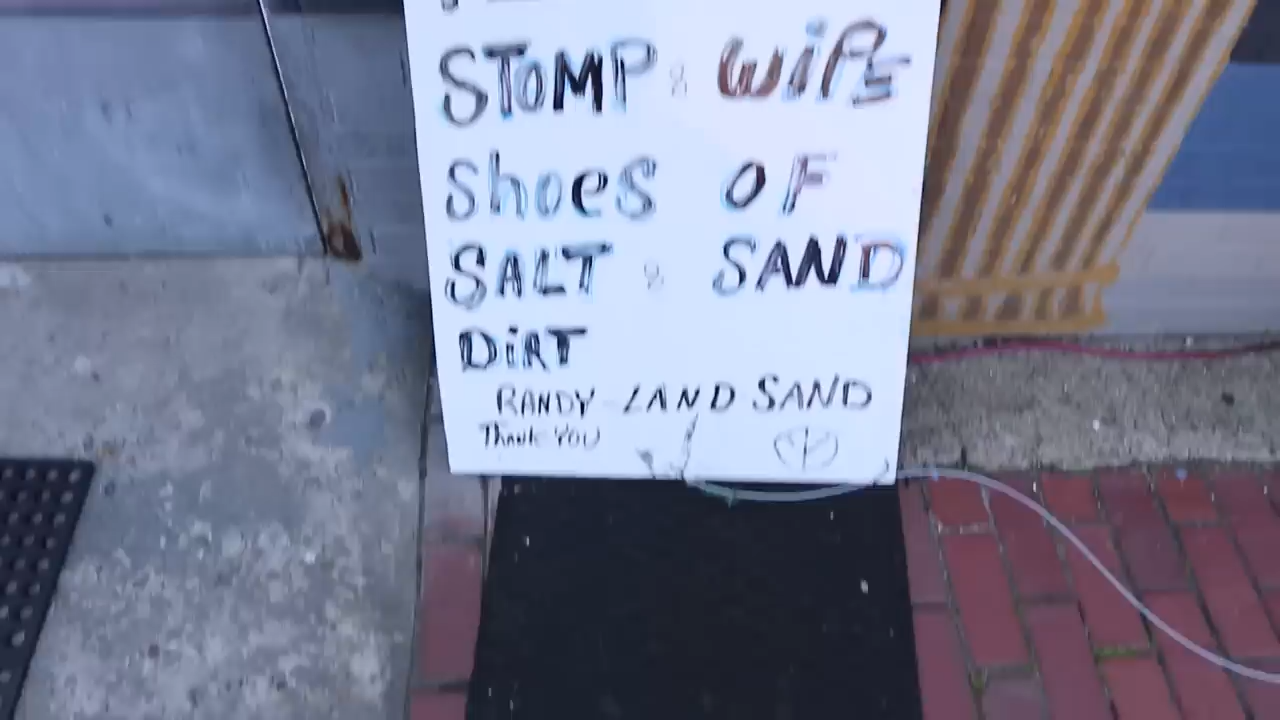 STOMP & WiPE
Shoes OF
SALT & SAND
DiRT
RANDY-LAND SAND
Thank YOU